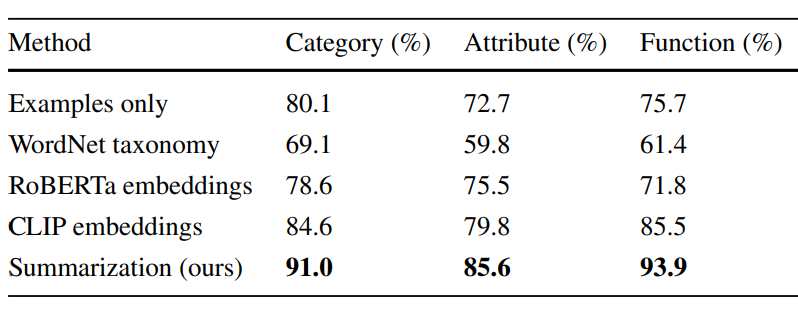 Method Category (%) Attribute (%) Function (%)
Examples only 80.1 72.7 75.7
WordNet taxonomy 69.1 59.8 61.4
RoBERTa embeddings 78.6 75.5 71.8
CLIP embeddings 84.6 79.8 85.5
Summarization (ours) 91.0 85.6 93.9